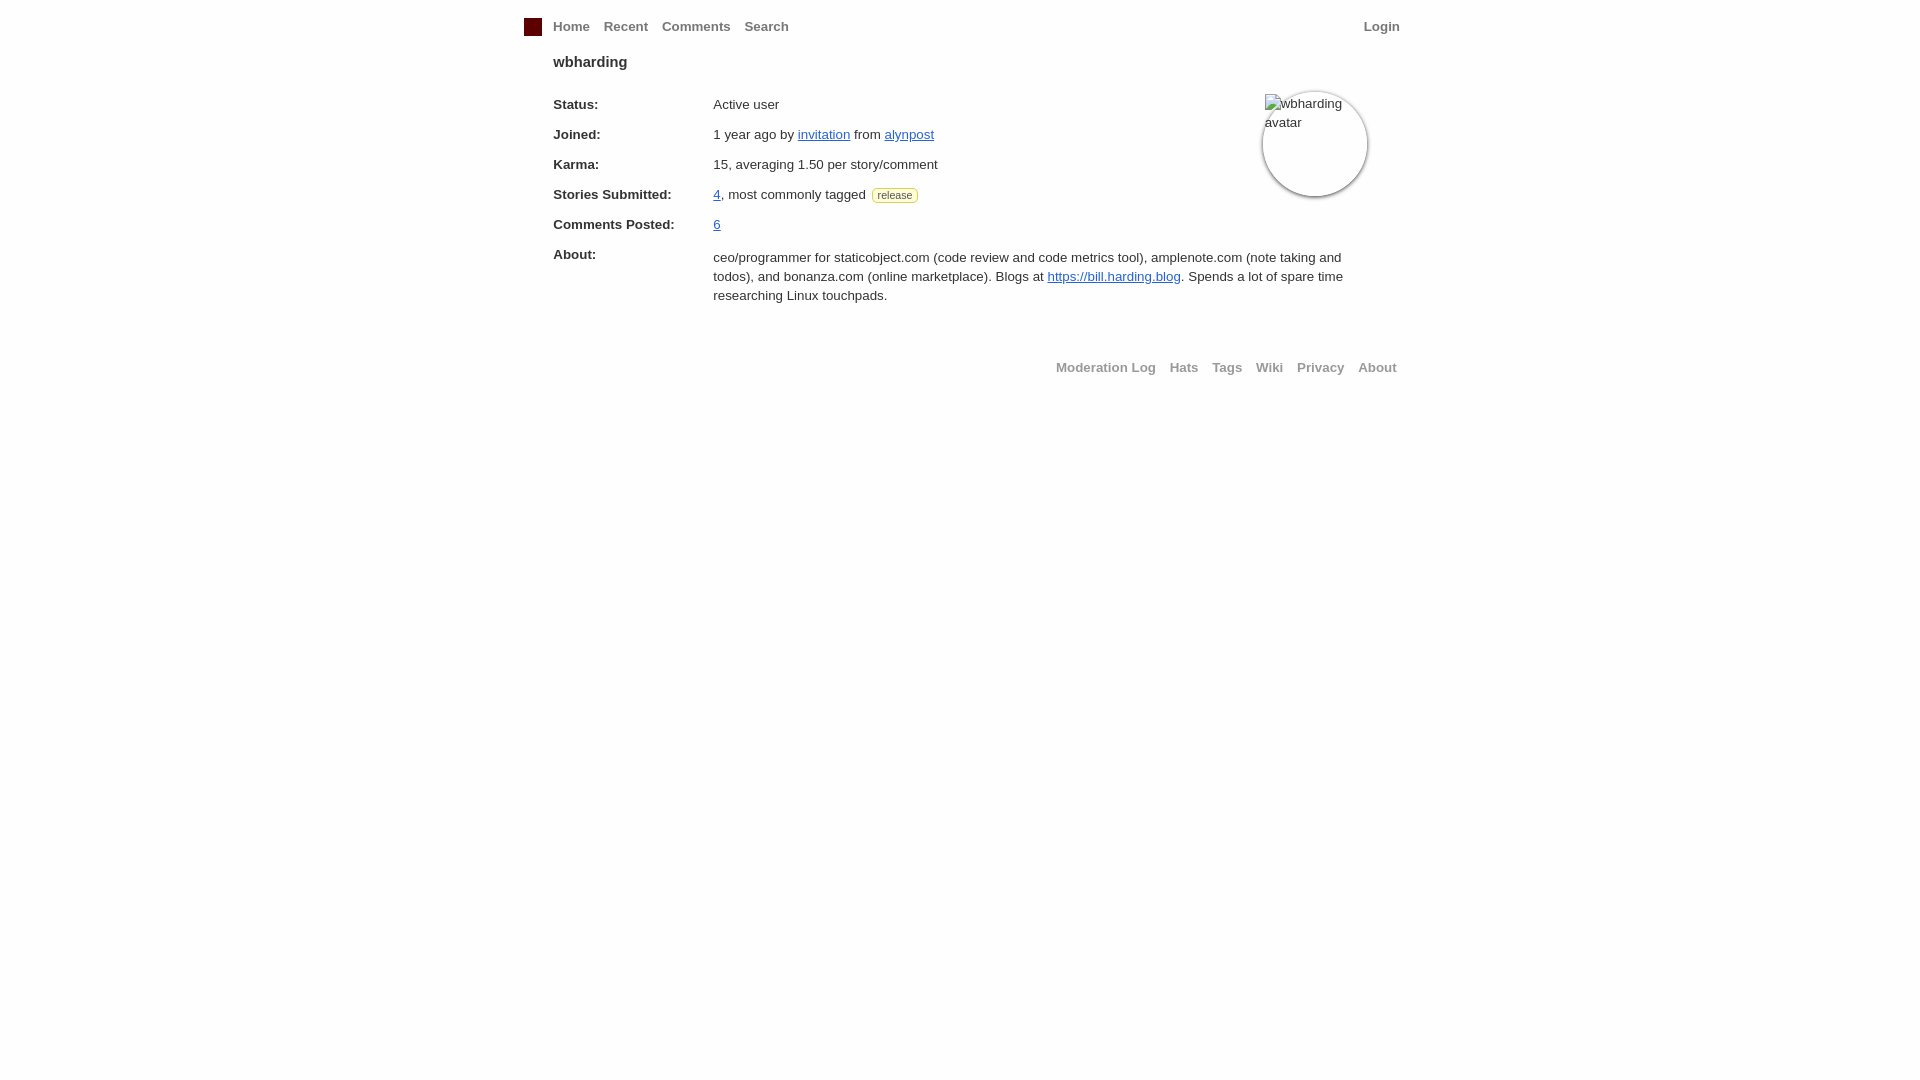 Home Recent Comments Search Login
wbharding
Status: Active user
Joined: 1 year ago by invitation from alynpost
Karma: 15, averaging 1.50 per story/comment
Stories Submitted: 4, most commonly tagged release
Comments Posted: 6
About: ceo/programmer for staticobject.com (code review and code metrics tool), amplenote.com (note taking and
todos), and bonanza.com (online marketplace). Blogs at https://bill.harding.blog. Spends a lot of spare time
researching Linux touchpads.
wbharding
avatar
Moderation Log Hats Tags Wiki Privacy About